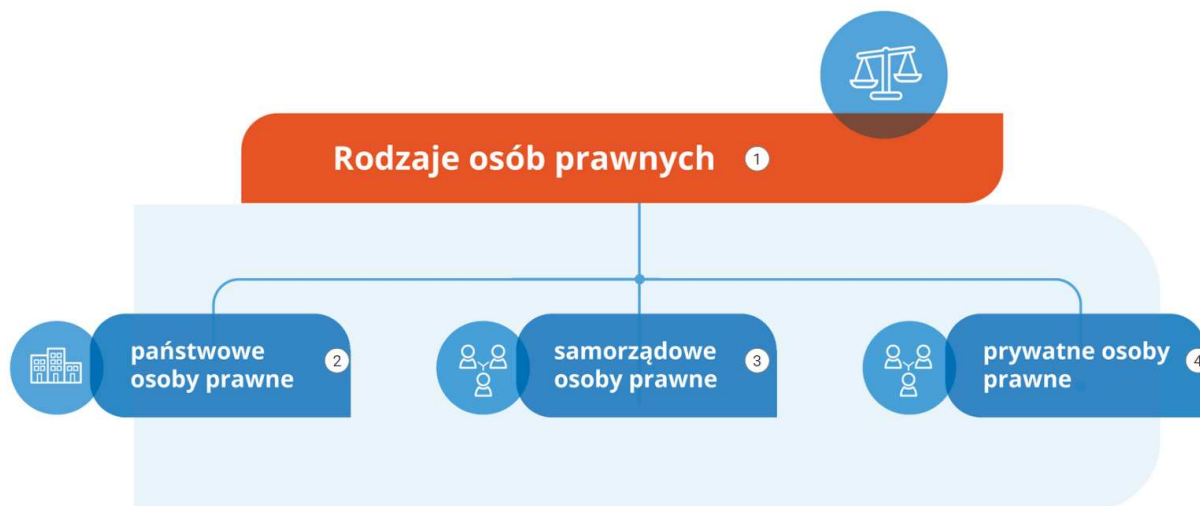 Rodzaje osób prawnych 1
państwowe
osoby prawne 2
samorządowe
osoby prawne 3
prywatne osoby
prawne 4